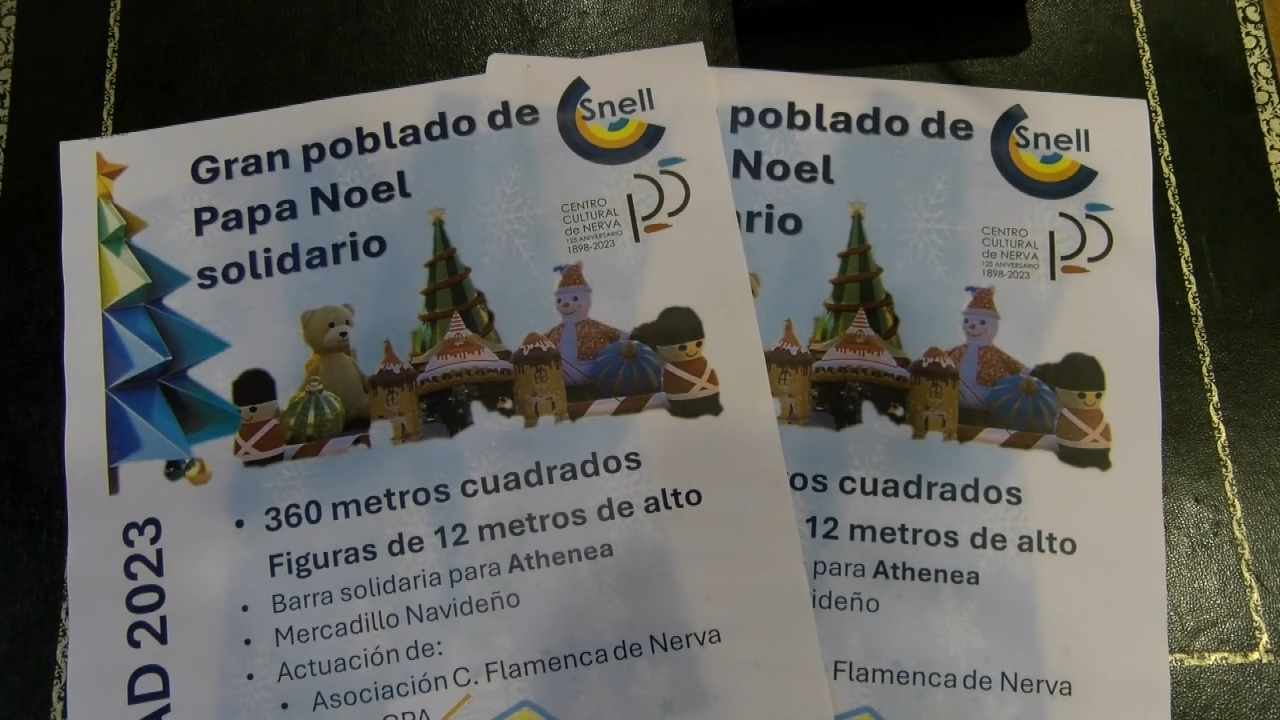 Gran poblado de
Papa Noel
solidario
Snell
CENTRO
CULTURAL
de NERVA
125 ANIVERSARIO
1898-2023
360 metros cuadrados
Figuras de 12 metros de alto
• Barra solidaria para Athenea
• Mercadillo Navideño
• Actuación de:
• Asociación C. Flamenca de Nerva
AD 2023
poblado de
Noel
rio
Snell
CENTRO
CULTURAL
de NERVA
125 ANIVERSARIO
1898-2023
os cuadrados
12 metros de alto
para Athenea
ideño
Flamenca de Nerva